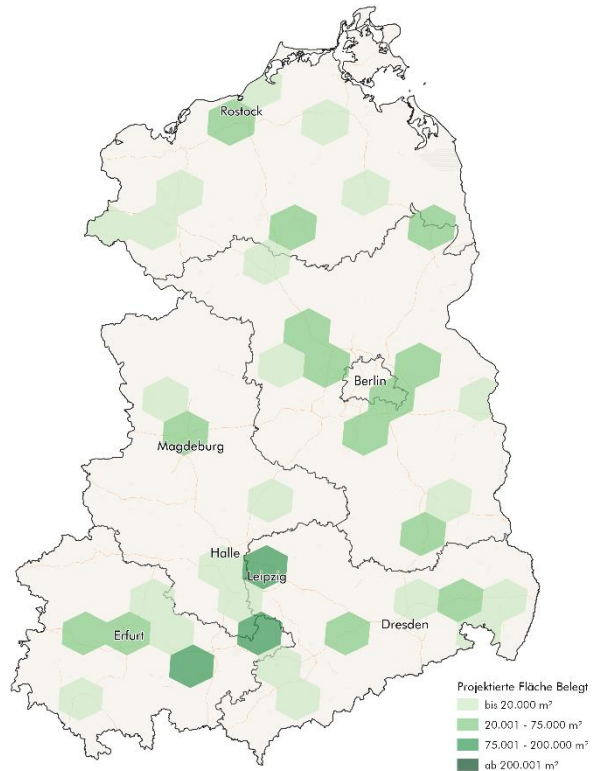 Rostock
Berlin
Magdeburg
Halle
Leipzig
Erfurt
Dresden
Projektierte Fläche Belegt
bis 20.000 m²
20.001 - 75.000 m²
75.001 - 200.000 m²
ab 200.001 m²